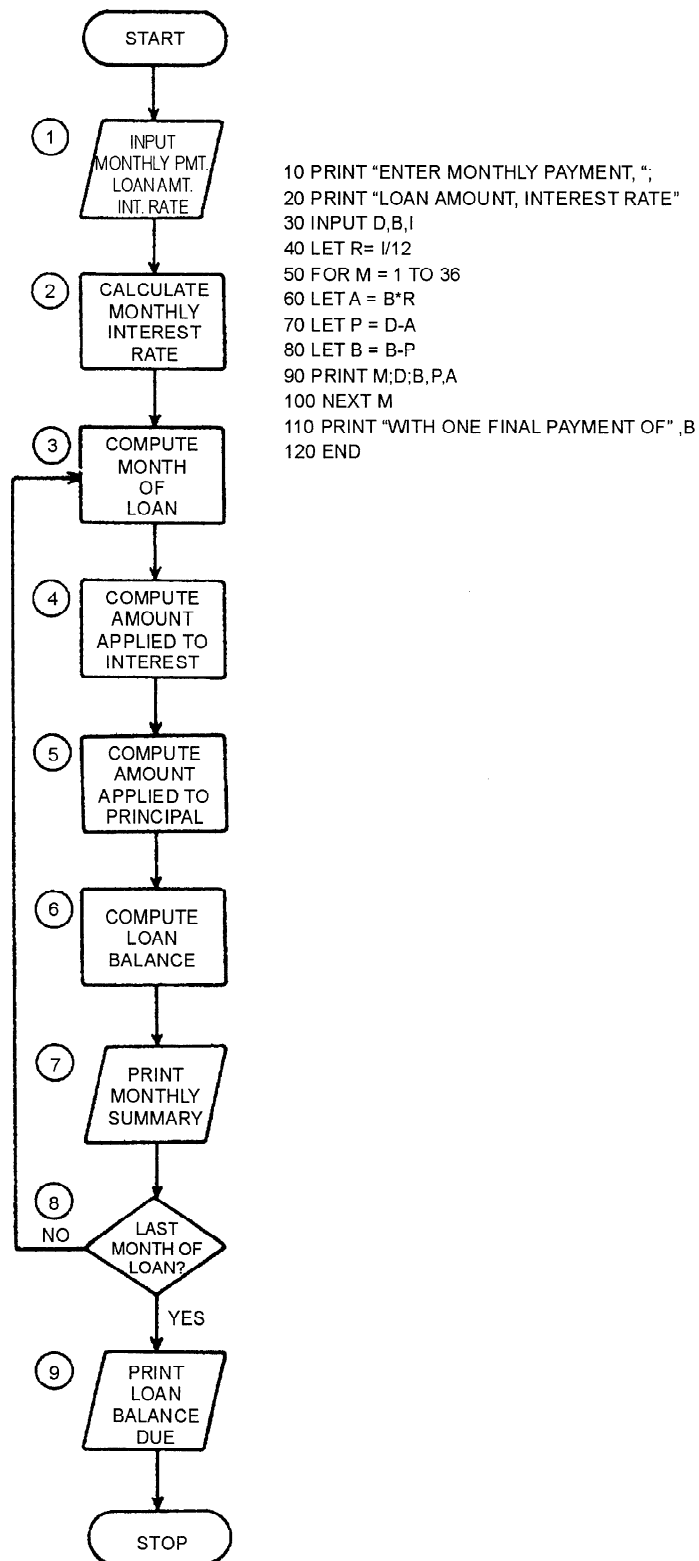 START
1
INPUT
MONTHLY PMT.
LOAN AMT.
INT. RATE
2
CALCULATE
MONTHLY
INTEREST
RATE
3
COMPUTE
MONTH
OF
LOAN
4
COMPUTE
AMOUNT
APPLIED TO
INTEREST
5
COMPUTE
AMOUNT
APPLIED TO
PRINCIPAL
6
COMPUTE
LOAN
BALANCE
7
PRINT
MONTHLY
SUMMARY
8
NO
LAST
MONTH OF
LOAN?
YES
9
PRINT
LOAN
BALANCE
DUE
STOP
10 PRINT “ENTER MONTHLY PAYMENT, “;
20 PRINT “LOAN AMOUNT, INTEREST RATE”
30 INPUT D,B,I
40 LET R= I/12
50 FOR M = 1 TO 36
60 LET A = B*R
70 LET P = D-A
80 LET B = B-P
90 PRINT M;D;B,P,A
100 NEXT M
110 PRINT “WITH ONE FINAL PAYMENT OF” ,B
120 END